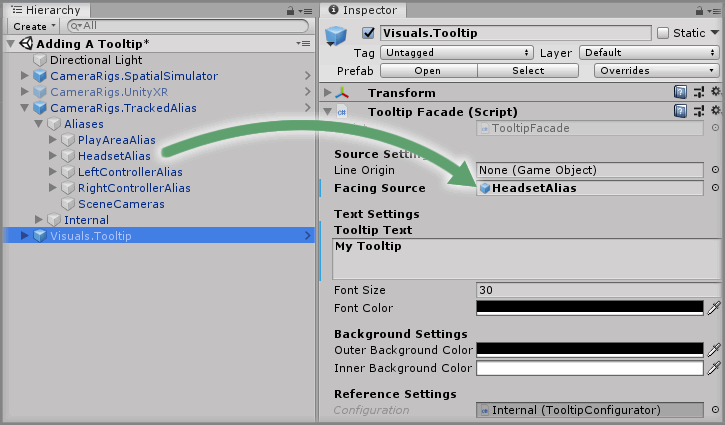 Hierarchy
Create
All
Adding A Tooltip*
Directional Light
CameraRigs.SpatialSimulator
CameraRigs.UnityXR
CameraRigs.TrackedAlias
Aliases
PlayAreaAlias
HeadsetAlias
LeftControllerAlias
RightControllerAlias
SceneCameras
Internal
Visuals.Tooltip
Inspector
Visuals.Tooltip Static
Tag Untagged Layer Default
Prefab Open Select Overrides
Transform
Tooltip Facade (Script)
TooltipFacade
Source Setting
Line Origin None (Game Object)
Facing Source HeadsetAlias
Text Settings
Tooltip Text
My Tooltip
Font Size 30
Font Color
Background Settings
Outer Background Color
Inner Background Color
Reference Settings
Configuration Internal (TooltipConfigurator)